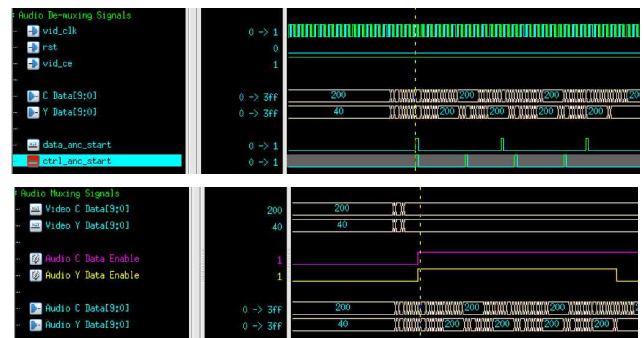 Audio De-muxing Signals
vid_clk 0 -> 1
rst 0
vid_ce 1
C Data[9:0] 0 -> 3ff 200 200 200 20
Y Data[9:0] 0 -> 3ff 40 200 200 200 200
data_anc_start 0 -> 1
ctrl_anc_start 0 -> 1
Audio Muxing Signals
Video C Data[9:0] 200 200
Video Y Data[9:0] 40 40
Audio C Data Enable 1
Audio Y Data Enable 1
Audio C Data[9:0] 0 -> 3ff 200 200 200
Audio Y Data[9:0] 0 -> 3ff 40 200 200 200 200